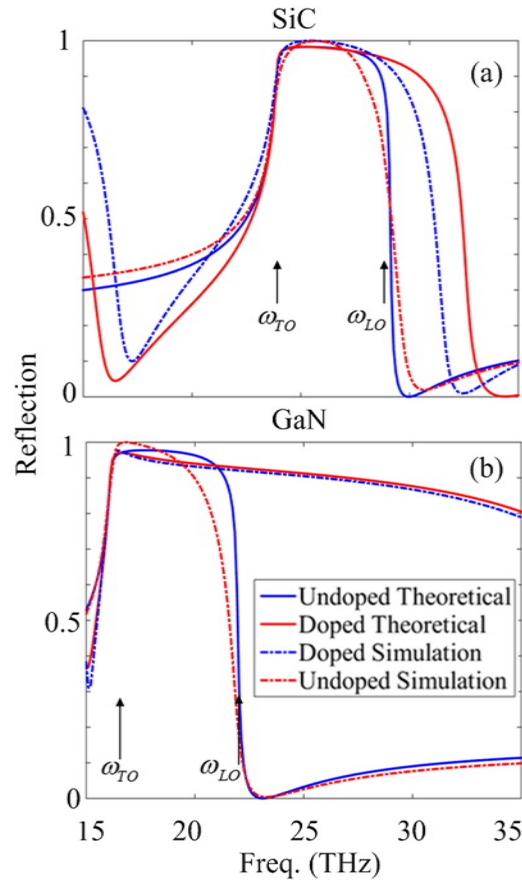 SiC
1
(a)
0.5
ω_TO
ω_LO
0
Reflection
GaN
1
(b)
Undoped Theoretical
Doped Theoretical
Doped Simulation
Undoped Simulation
0.5
ω_TO
ω_LO
0
15 20 25 30 35
Freq. (THz)